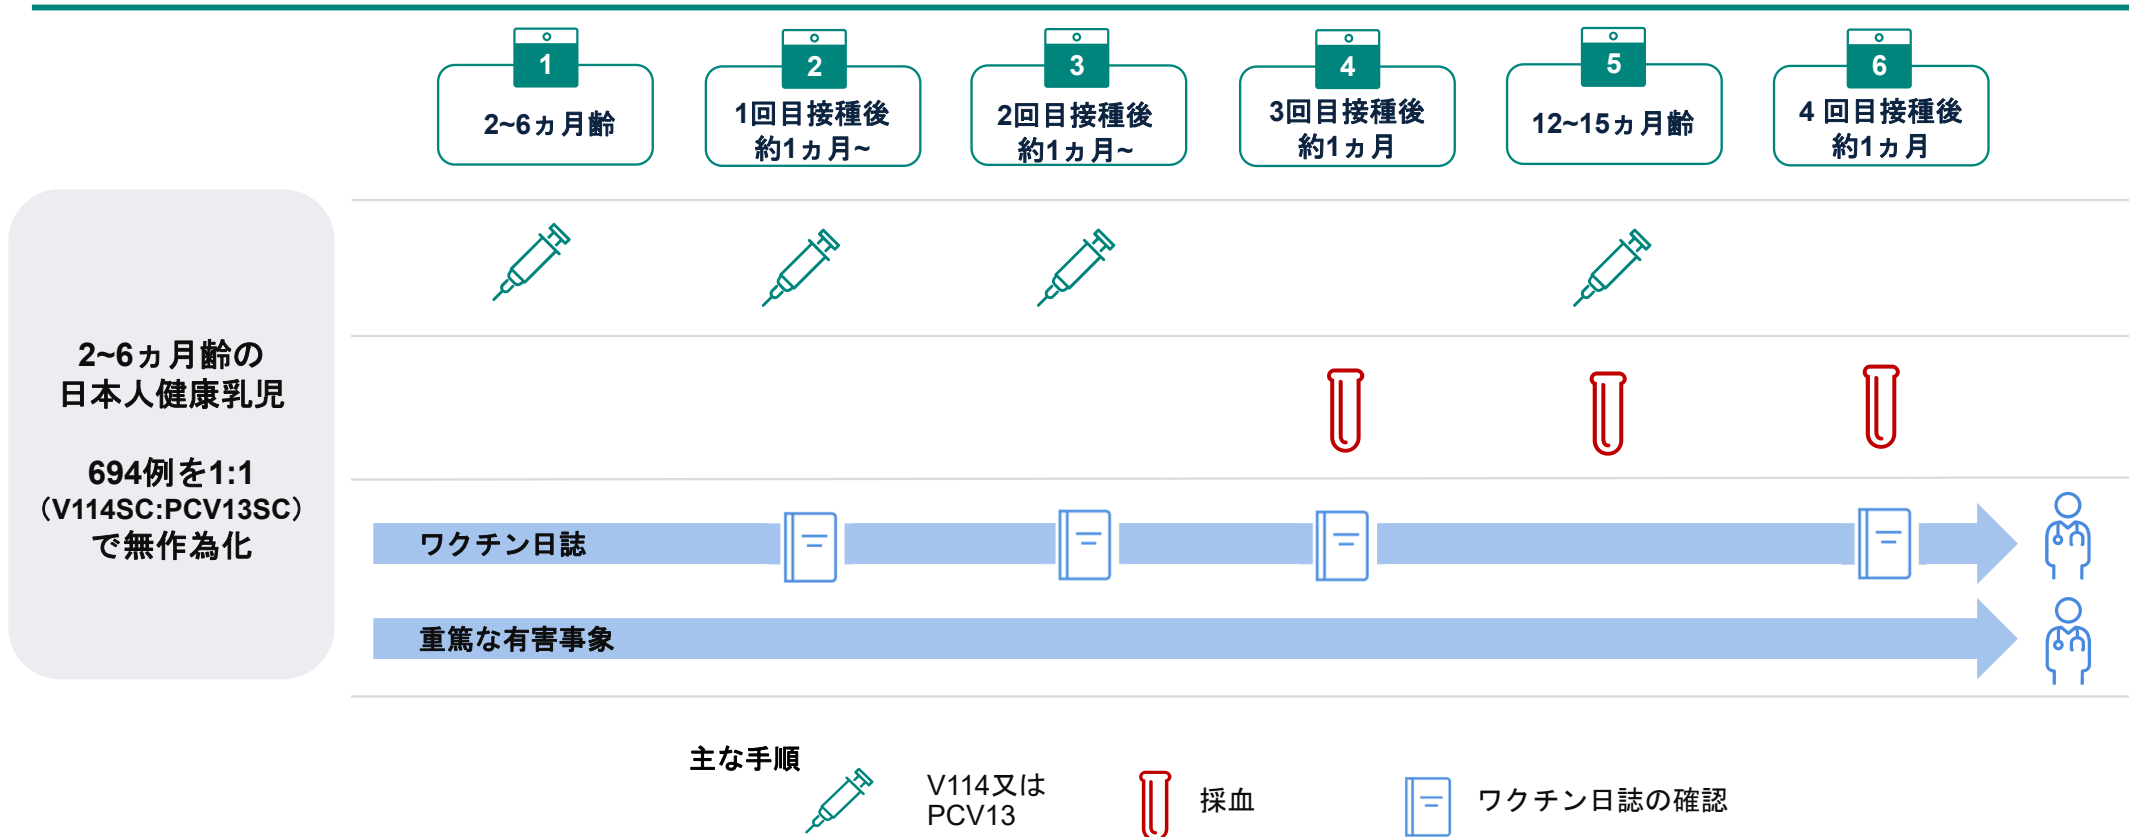 1
2
3
4
5
6
2~6ヵ月齢
1回目接種後
約1ヵ月~
2回目接種後
約1ヵ月~
3回目接種後
約1ヵ月
12~15ヵ月齢
4 回目接種後
約1ヵ月
2~6ヵ月齢の
日本人健康乳児
694例を1:1
（V114SC:PCV13SC）
で無作為化
ワクチン日誌
重篤な有害事象
主な手順
V114又は
PCV13
採血
ワクチン日誌の確認